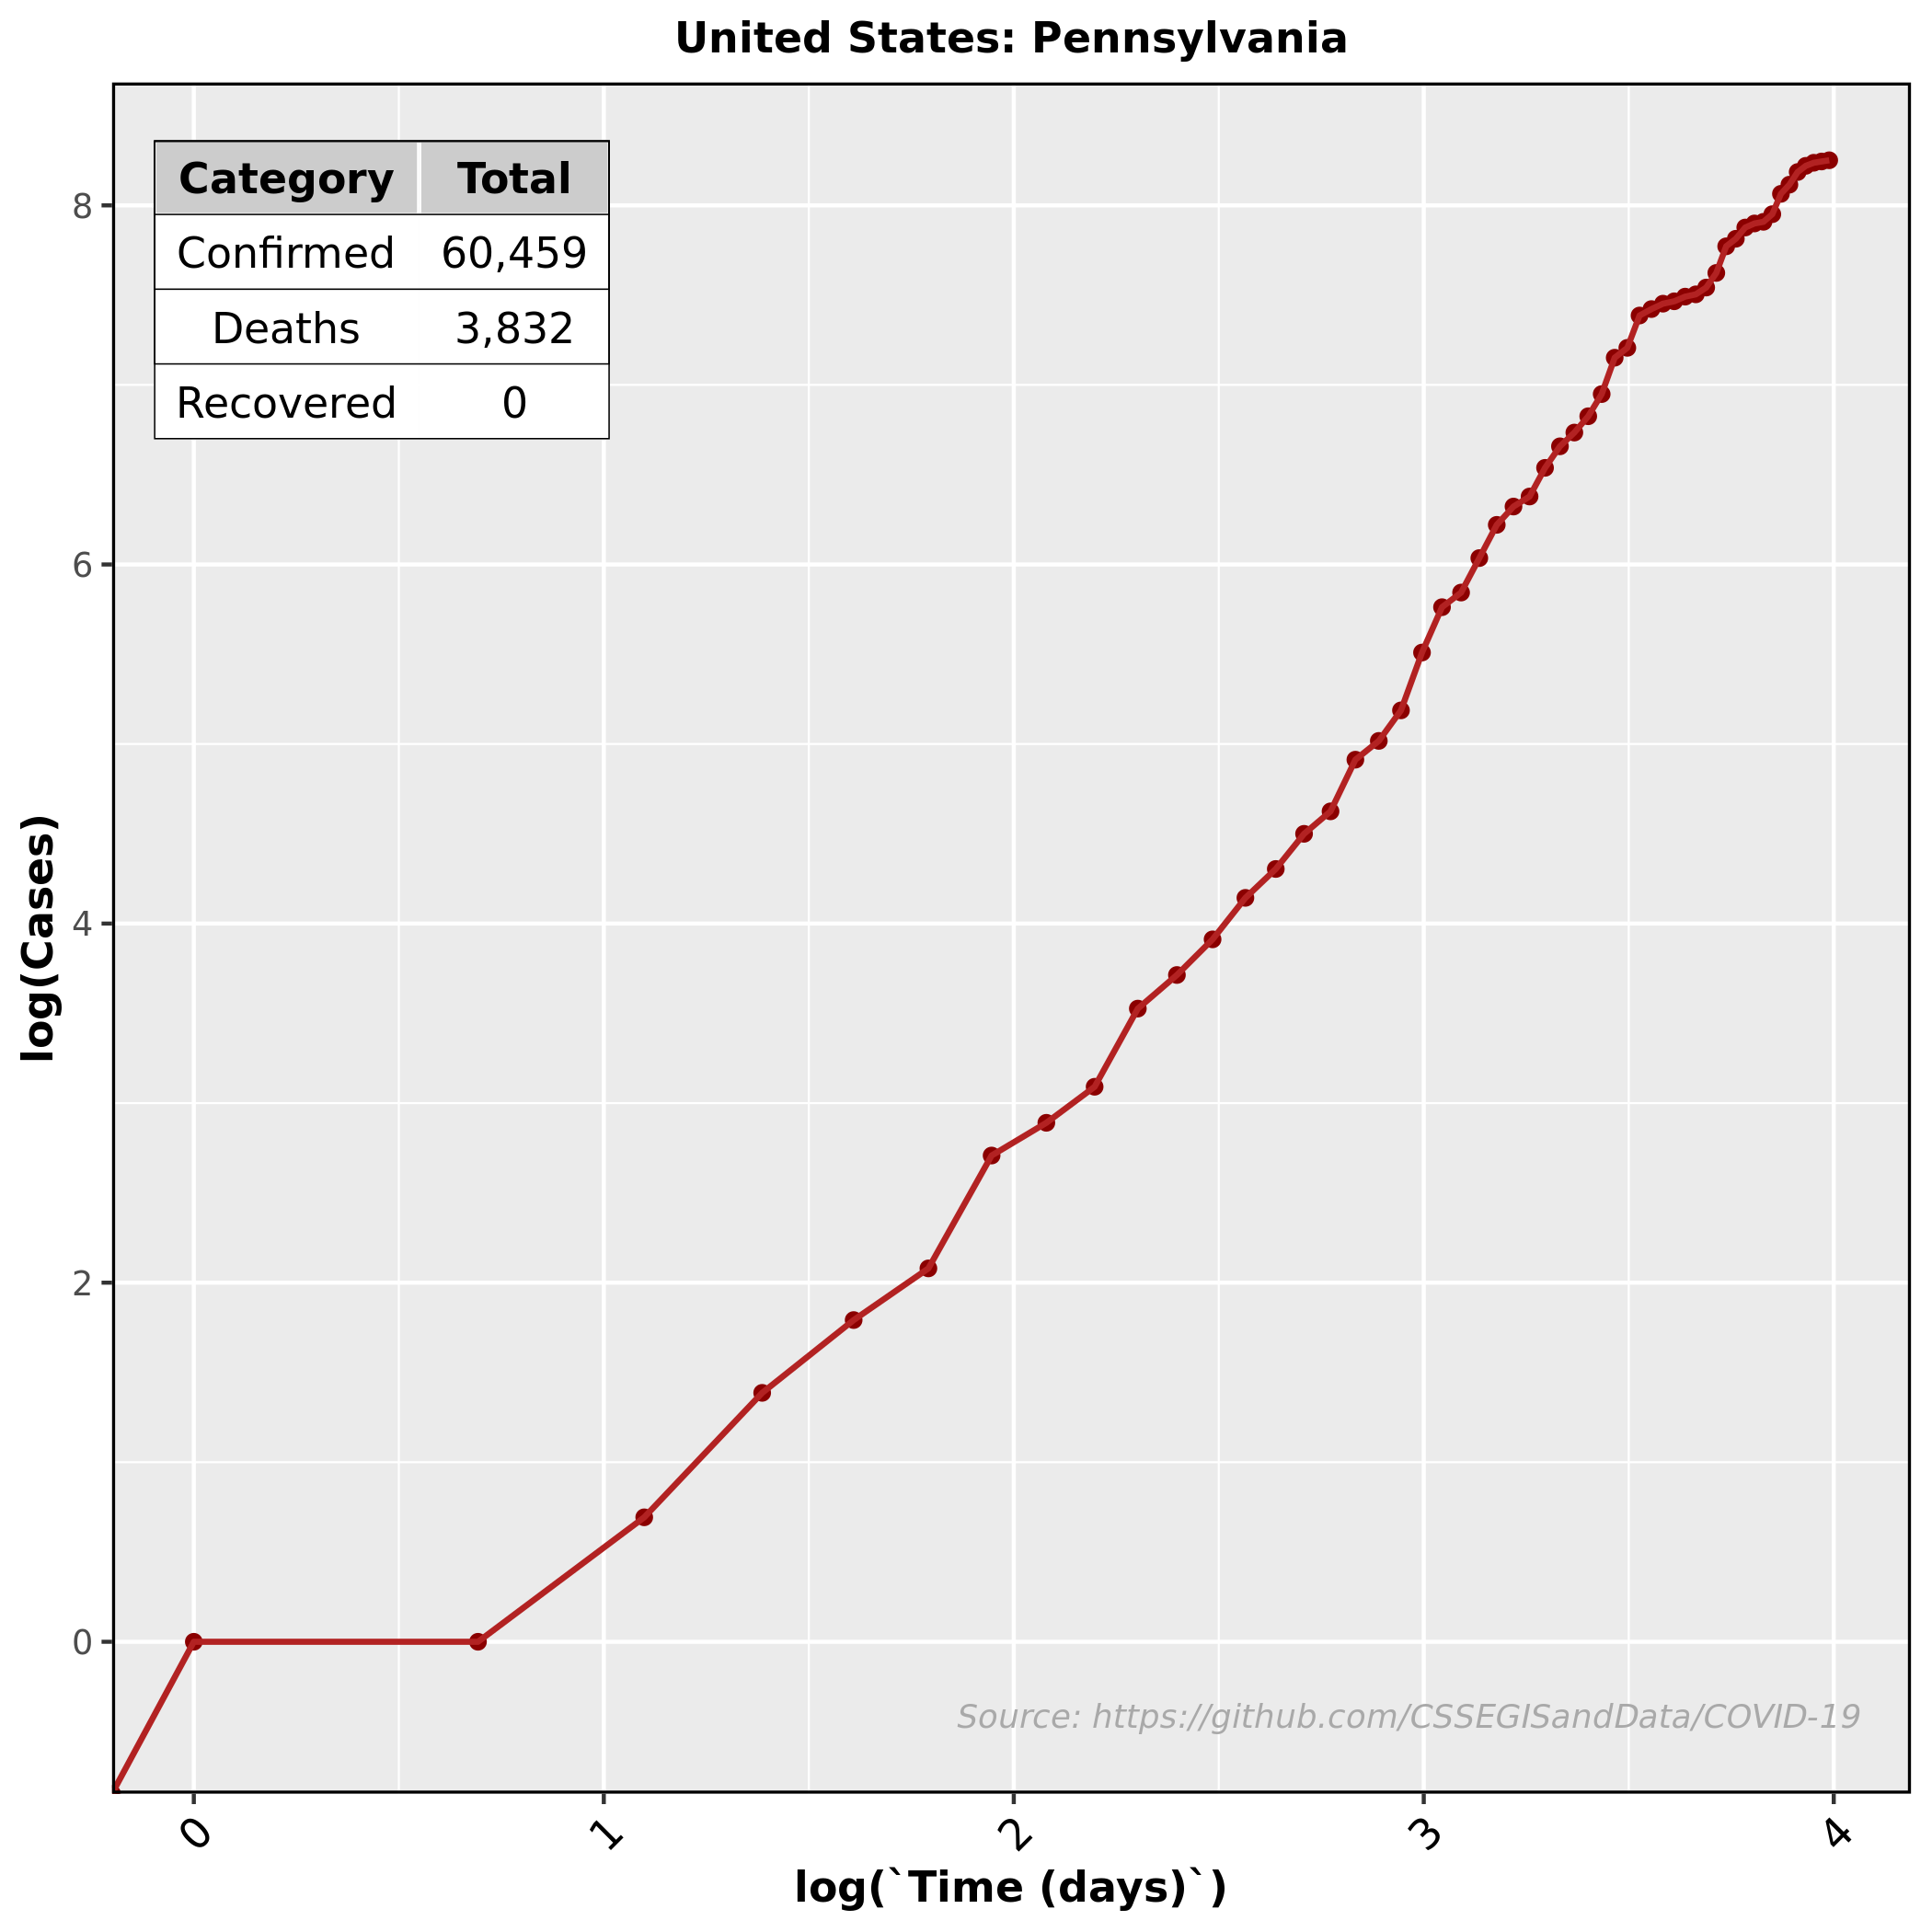 United States: Pennsylvania
Category Total
Confirmed 60,459
Deaths 3,832
Recovered 0
8
6
4
2
0
log(Cases)
Source: https://github.com/CSSEGISandData/COVID-19
0 1 2 3 4
log(`Time (days)`)